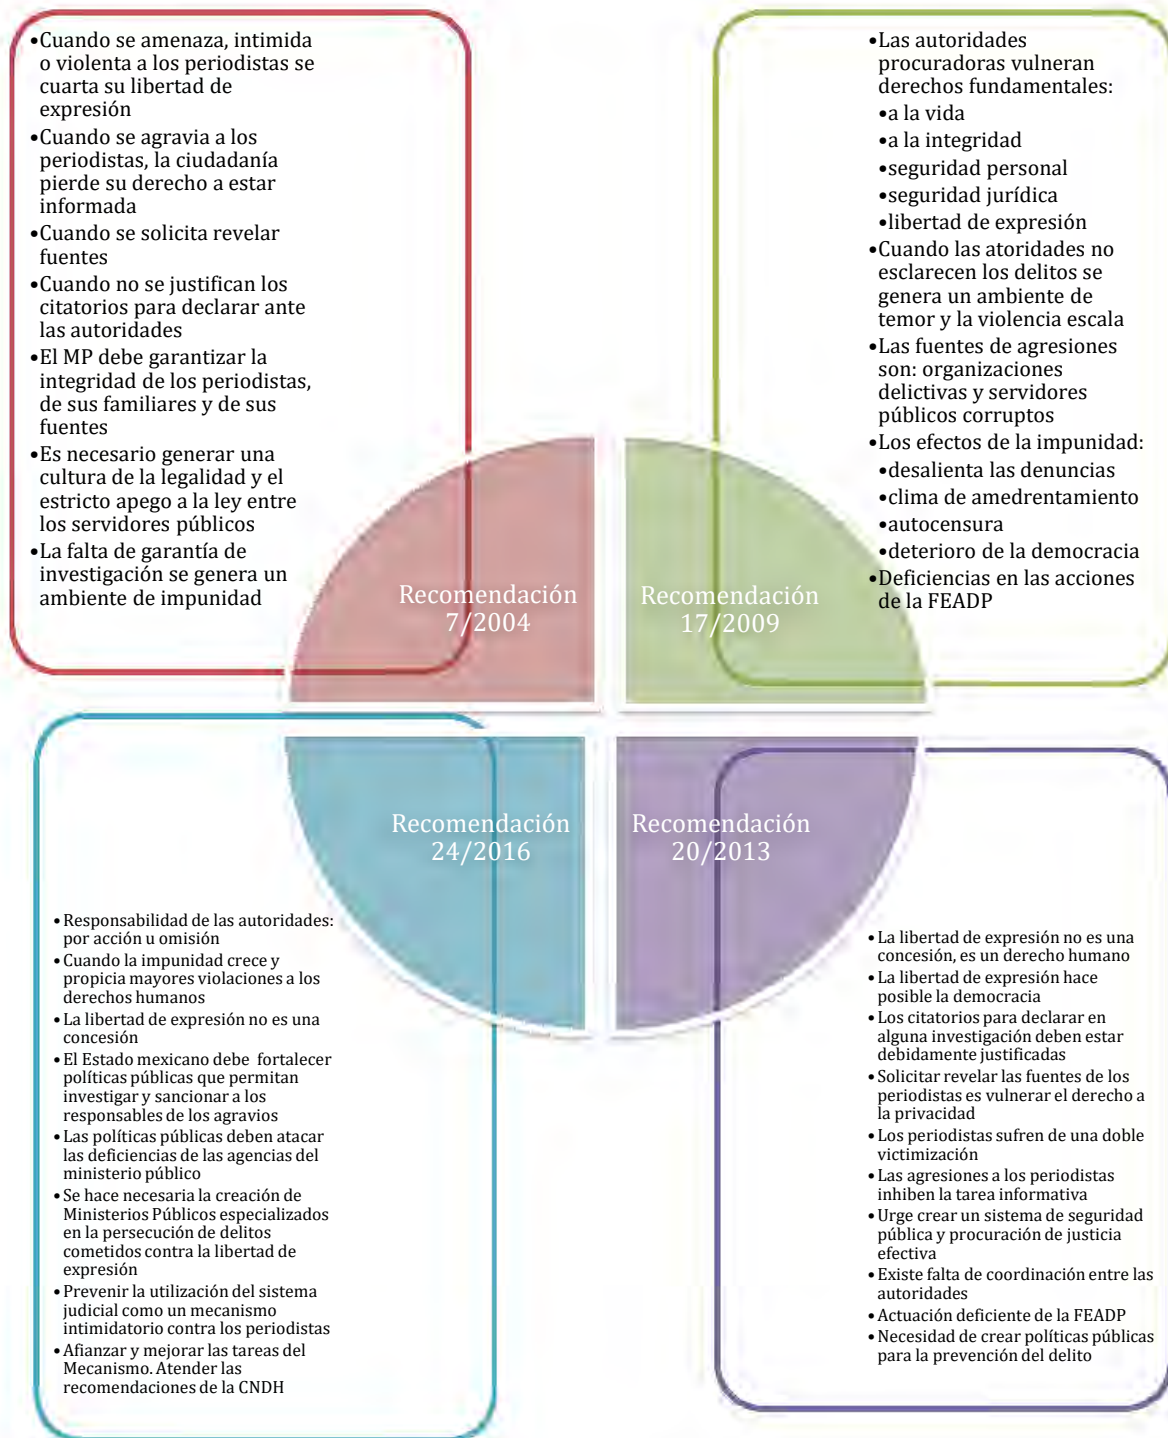 •Cuando se amenaza, intimida
o violenta a los periodistas se
cuarta su libertad de
expresión
•Cuando se agravia a los
periodistas, la ciudadanía
pierde su derecho a estar
informada
•Cuando se solicita revelar
fuentes
•Cuando no se justifican los
citatorios para declarar ante
las autoridades
•El MP debe garantizar la
integridad de los periodistas,
de sus familiares y de sus
fuentes
•Es necesario generar una
cultura de la legalidad y el
estricto apego a la ley entre
los servidores públicos
•La falta de garantía de
investigación se genera un
ambiente de impunidad
Recomendación
7/2004
•Las autoridades
procuradoras vulneran
derechos fundamentales:
•a la vida
•a la integridad
•seguridad personal
•seguridad jurídica
•libertad de expresión
•Cuando las atoridades no
esclarecen los delitos se
genera un ambiente de
temor y la violencia escala
•Las fuentes de agresiones
son: organizaciones
delictivas y servidores
públicos corruptos
•Los efectos de la impunidad:
•desalienta las denuncias
•clima de amedrentamiento
•autocensura
•deterioro de la democracia
•Deficiencias en las acciones
de la FEADP
Recomendación
17/2009
Recomendación
24/2016
•Responsabilidad de las autoridades:
por acción u omisión
•Cuando la impunidad crece y
propicia mayores violaciones a los
derechos humanos
•La libertad de expresión no es una
concesión
•El Estado mexicano debe fortalecer
políticas públicas que permitan
investigar y sancionar a los
responsables de los agravios
•Las políticas públicas deben atacar
las deficiencias de las agencias del
ministerio público
•Se hace necesaria la creación de
Ministerios Públicos especializados
en la persecución de delitos
cometidos contra la libertad de
expresión
•Prevenir la utilización del sistema
judicial como un mecanismo
intimidatorio contra los periodistas
•Afianzar y mejorar las tareas del
Mecanismo. Atender las
recomendaciones de la CNDH
Recomendación
20/2013
•La libertad de expresión no es una
concesión, es un derecho humano
•La libertad de expresión hace
posible la democracia
•Los citatorios para declarar en
alguna investigación deben estar
debidamente justificadas
•Solicitar revelar las fuentes de los
periodistas es vulnerar el derecho a
la privacidad
•Los periodistas sufren de una doble
victimización
•Las agresiones a los periodistas
inhiben la tarea informativa
•Urge crear un sistema de seguridad
pública y procuración de justicia
efectiva
•Existe falta de coordinación entre las
autoridades
•Actuación deficiente de la FEADP
•Necesidad de crear políticas públicas
para la prevención del delito